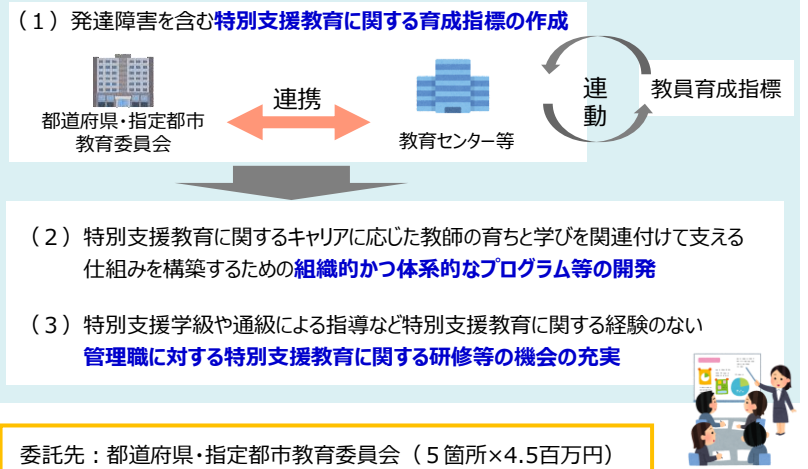 （１）発達障害を含む特別支援教育に関する育成指標の作成
連携
都道府県・指定都市
教育委員会
教育センター等
連
動
教員育成指標
（２）特別支援教育に関するキャリアに応じた教師の育ちと学びを関連付けて支える
仕組みを構築するための組織的かつ体系的なプログラム等の開発
（３）特別支援学級や通級による指導など特別支援教育に関する経験のない
管理職に対する特別支援教育に関する研修等の機会の充実
委託先：都道府県・指定都市教育委員会（５箇所×4.5百万円）